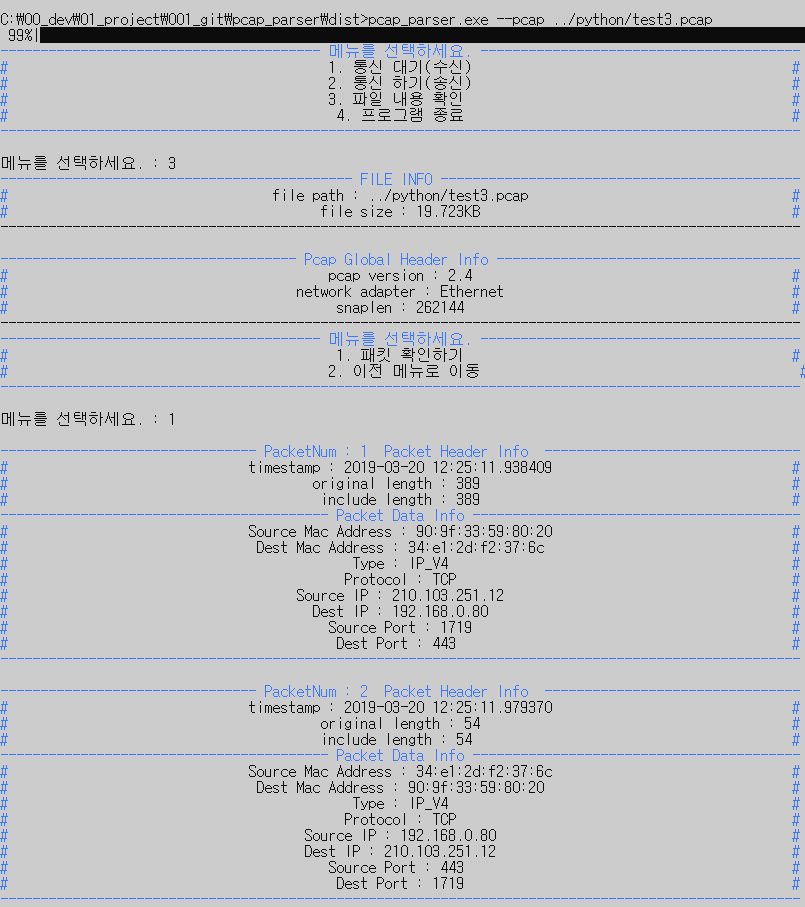 C:\00_dev\01_project\001_git\pcap_parser\dist>pcap_parser.exe --pcap ../python/test3.pcap
99%|
---------------------------------------- 메뉴를 선택하세요. ----------------------------------------
# 1. 통신 대기(수신) #
# 2. 통신 하기(송신) #
# 3. 파일 내용 확인 #
# 4. 프로그램 종료 #
메뉴를 선택하세요. : 3
-------------------------------------------- FILE INFO ---------------------------------------------
# file path : ../python/test3.pcap #
# file size : 19.723KB #
------------------------------------- Pcap Global Header Info --------------------------------------
# pcap version : 2.4 #
# network adapter : Ethernet #
# snaplen : 262144 #
---------------------------------------- 메뉴를 선택하세요. ----------------------------------------
# 1. 패킷 확인하기 #
# 2. 이전 메뉴로 이동 #
메뉴를 선택하세요. : 1
-------------------------------- PacketNum : 1  Packet Header Info --------------------------------
# timestamp : 2019-03-20 12:25:11.938409 #
# original length : 389 #
# include length : 389 #
----------------------------------------- Packet Data Info -----------------------------------------
# Source Mac Address : 90:9f:33:59:80:20 #
# Dest Mac Address : 34:e1:2d:f2:37:6c #
# Type : IP_V4 #
# Protocol : TCP #
# Source IP : 210.103.251.12 #
# Dest IP : 192.168.0.80 #
# Source Port : 1719 #
# Dest Port : 443 #
-------------------------------- PacketNum : 2  Packet Header Info --------------------------------
# timestamp : 2019-03-20 12:25:11.979370 #
# original length : 54 #
# include length : 54 #
----------------------------------------- Packet Data Info -----------------------------------------
# Source Mac Address : 34:e1:2d:f2:37:6c #
# Dest Mac Address : 90:9f:33:59:80:20 #
# Type : IP_V4 #
# Protocol : TCP #
# Source IP : 192.168.0.80 #
# Dest IP : 210.103.251.12 #
# Source Port : 443 #
# Dest Port : 1719 #